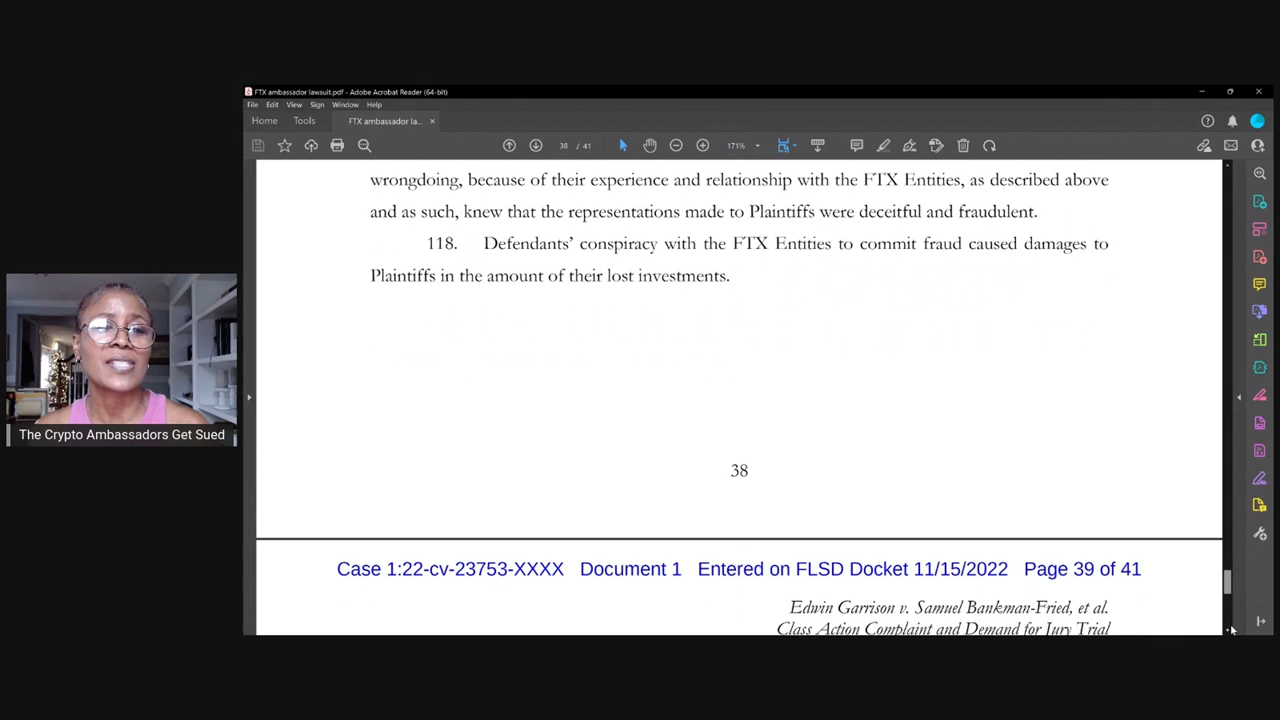 FTX ambassador lawsuit.pdf - Adobe Acrobat Reader (64-bit)
File Edit View Sign Window Help
Home Tools FTX ambassador la... ×
38 / 41 171%
wrongdoing, because of their experience and relationship with the FTX Entities, as described above
and as such, knew that the representations made to Plaintiffs were deceitful and fraudulent.
118. Defendants’ conspiracy with the FTX Entities to commit fraud caused damages to
Plaintiffs in the amount of their lost investments.
38
The Crypto Ambassadors Get Sued
Case 1:22-cv-23753-XXXX Document 1 Entered on FLSD Docket 11/15/2022 Page 39 of 41
Edwin Garrison v. Samuel Bankman-Fried, et al.
Class Action Complaint and Demand for Jury Trial